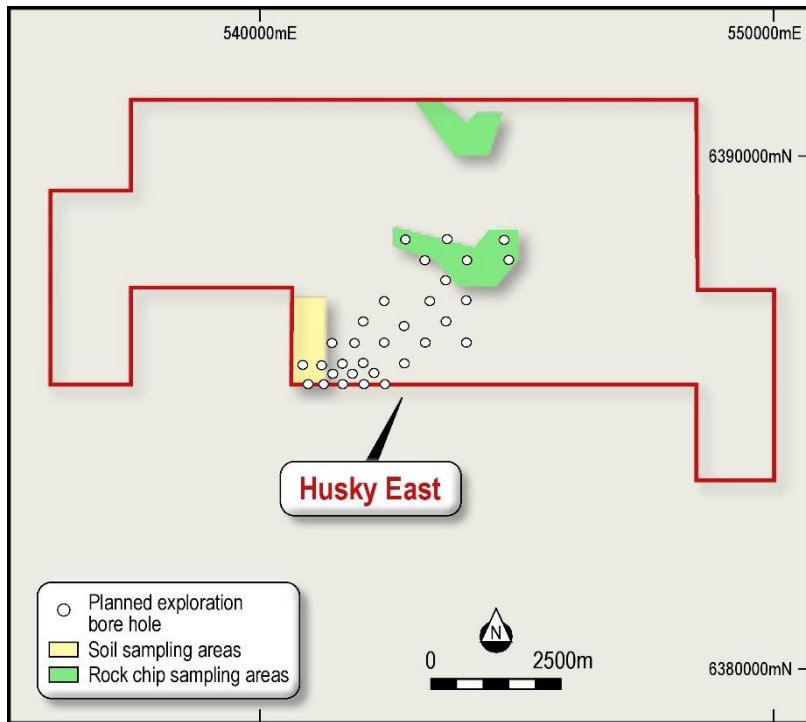 540000mE
550000mE
6390000mN
Husky East
Planned exploration
bore hole
Soil sampling areas
Rock chip sampling areas
N
0
2500m
6380000mN